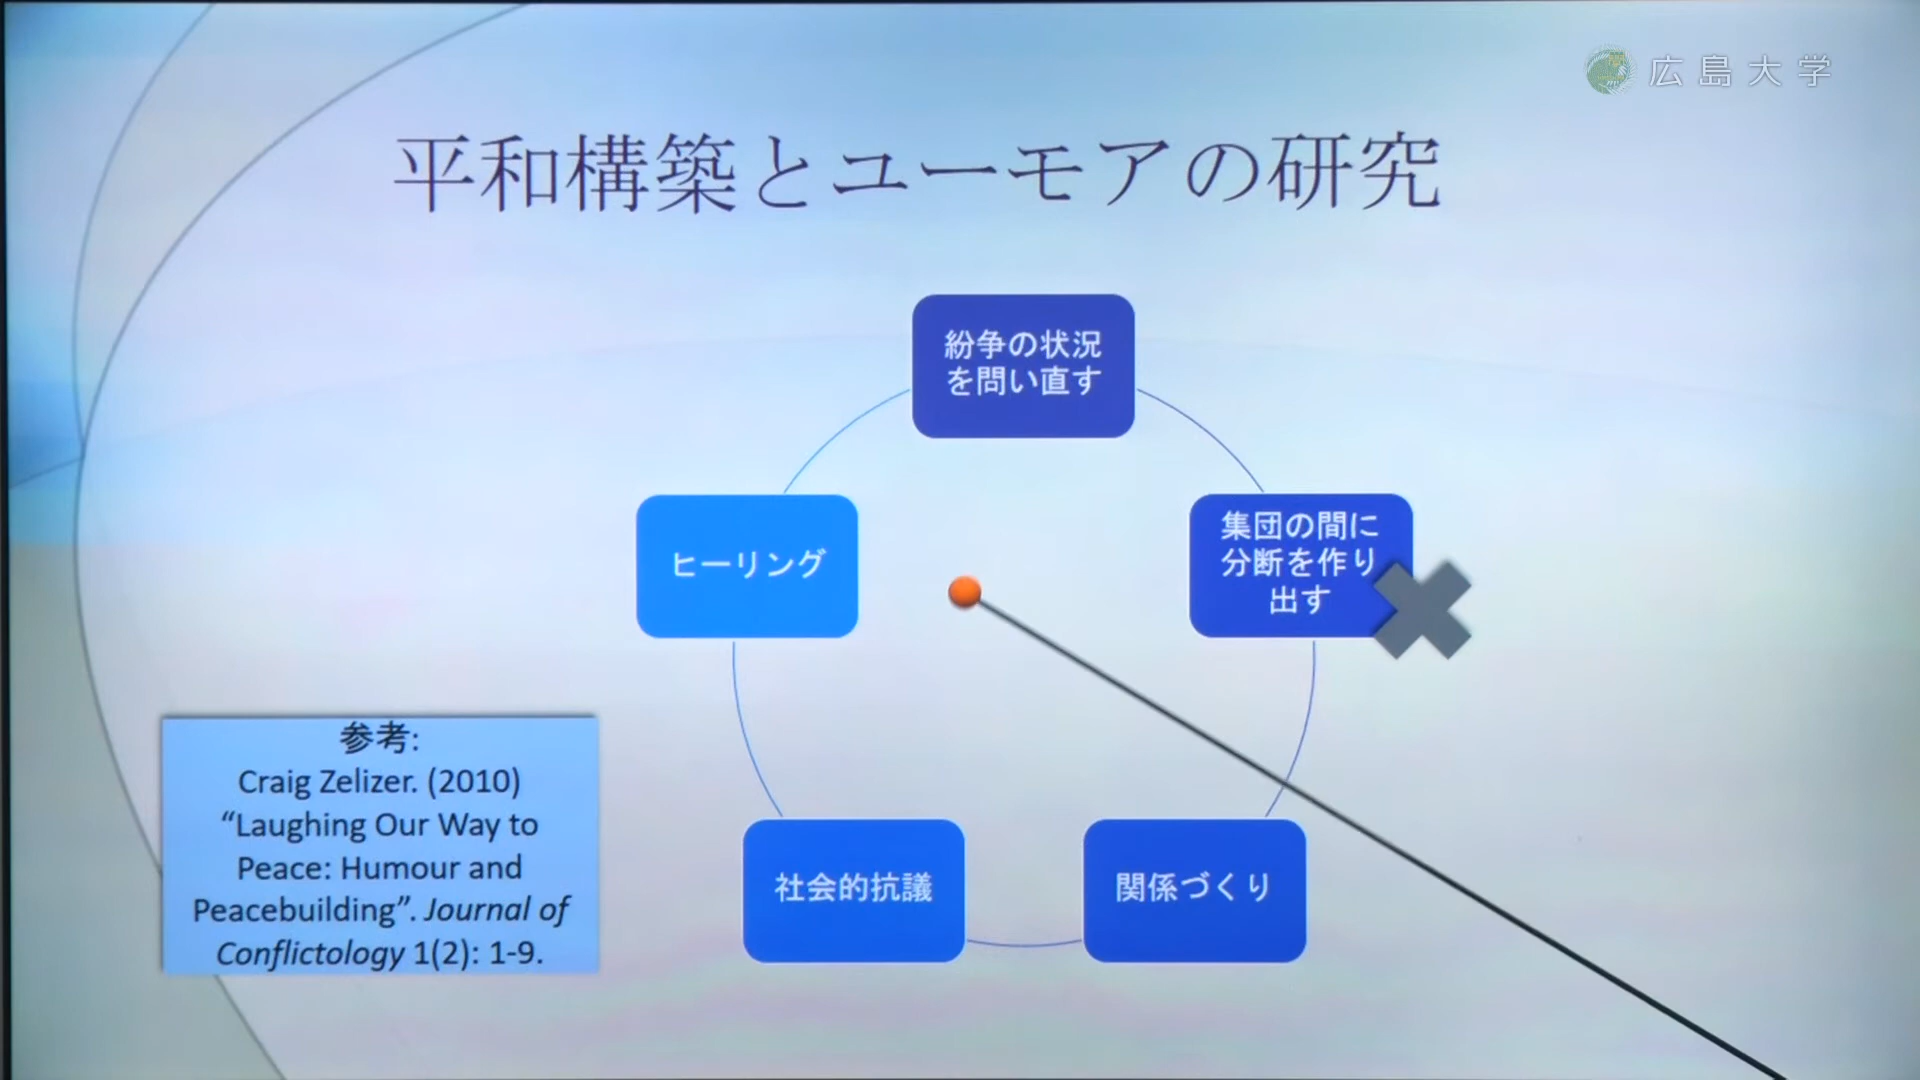 広島大学
平和構築とユーモアの研究
紛争の状況
を問い直す
集団の間に
分断を作り
出す
ヒーリング
社会的抗議
関係づくり
参考:
Craig Zelizer. (2010)
“Laughing Our Way to
Peace: Humour and
Peacebuilding”. Journal of
Conflictology 1(2): 1-9.